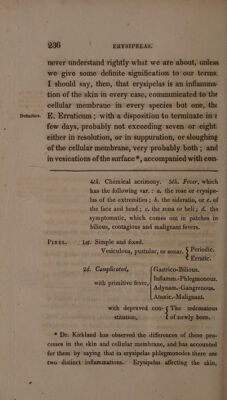 236 ERYSIPELAS.
never understand rightly what we are about, unless
we give some definite signification to our terms.
I should say, then, that erysipelas is an inflamma-
tion of the skin in every case, communicated to the
cellular membrane in every species but one, the
Definition. E. Erraticum; with a disposition to terminate in a
few days, probably not exceeding seven or eight,
either in resolution, or in suppuration, or sloughing
of the cellular membrane, very probably both; and
in vesications of the surface*, accompanied with con-
4th. Chemical acrimony. 5th. Fever, which
has the following var.: a. the rose or erysipe-
las of the extremities; b. the sideratio, or e. of
the face and head; c. the zona or belt; d. the
symptomatic, which comes out in patches in
bilious, contagious and malignant fevers.
PINEL. 1st. Simple and fixed.
Vesiculous, pustular, or zonar, { Periodic.
Erratic.
2d. Complicated,
with primitive fever, { Gastrico-Bilious.
Inflamm.-Phlegmonous.
Adynam.-Gangrenous.
Ataxic.-Malignant.
with depraved con-
stitution, { The œdematous
of newly born.
* Dr. Kirkland has observed the differences of these pro-
cesses in the skin and cellular membrane, and has accounted
for them by saying that in erysipelas phlegmonodes there are
two distinct inflammations. Erysipelas affecting the skin,